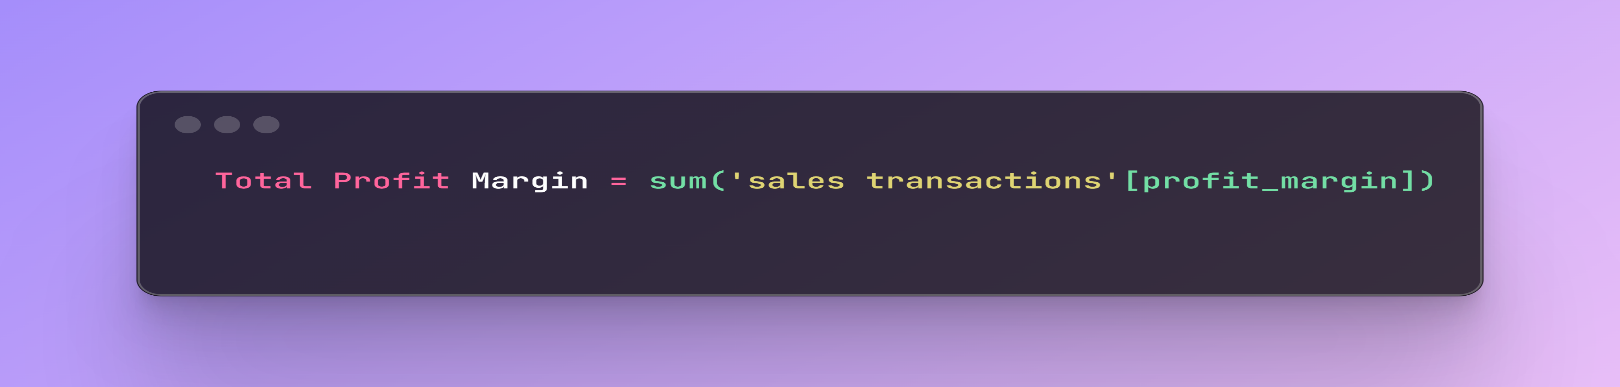 Total Profit Margin = sum('sales transactions'[profit_margin])